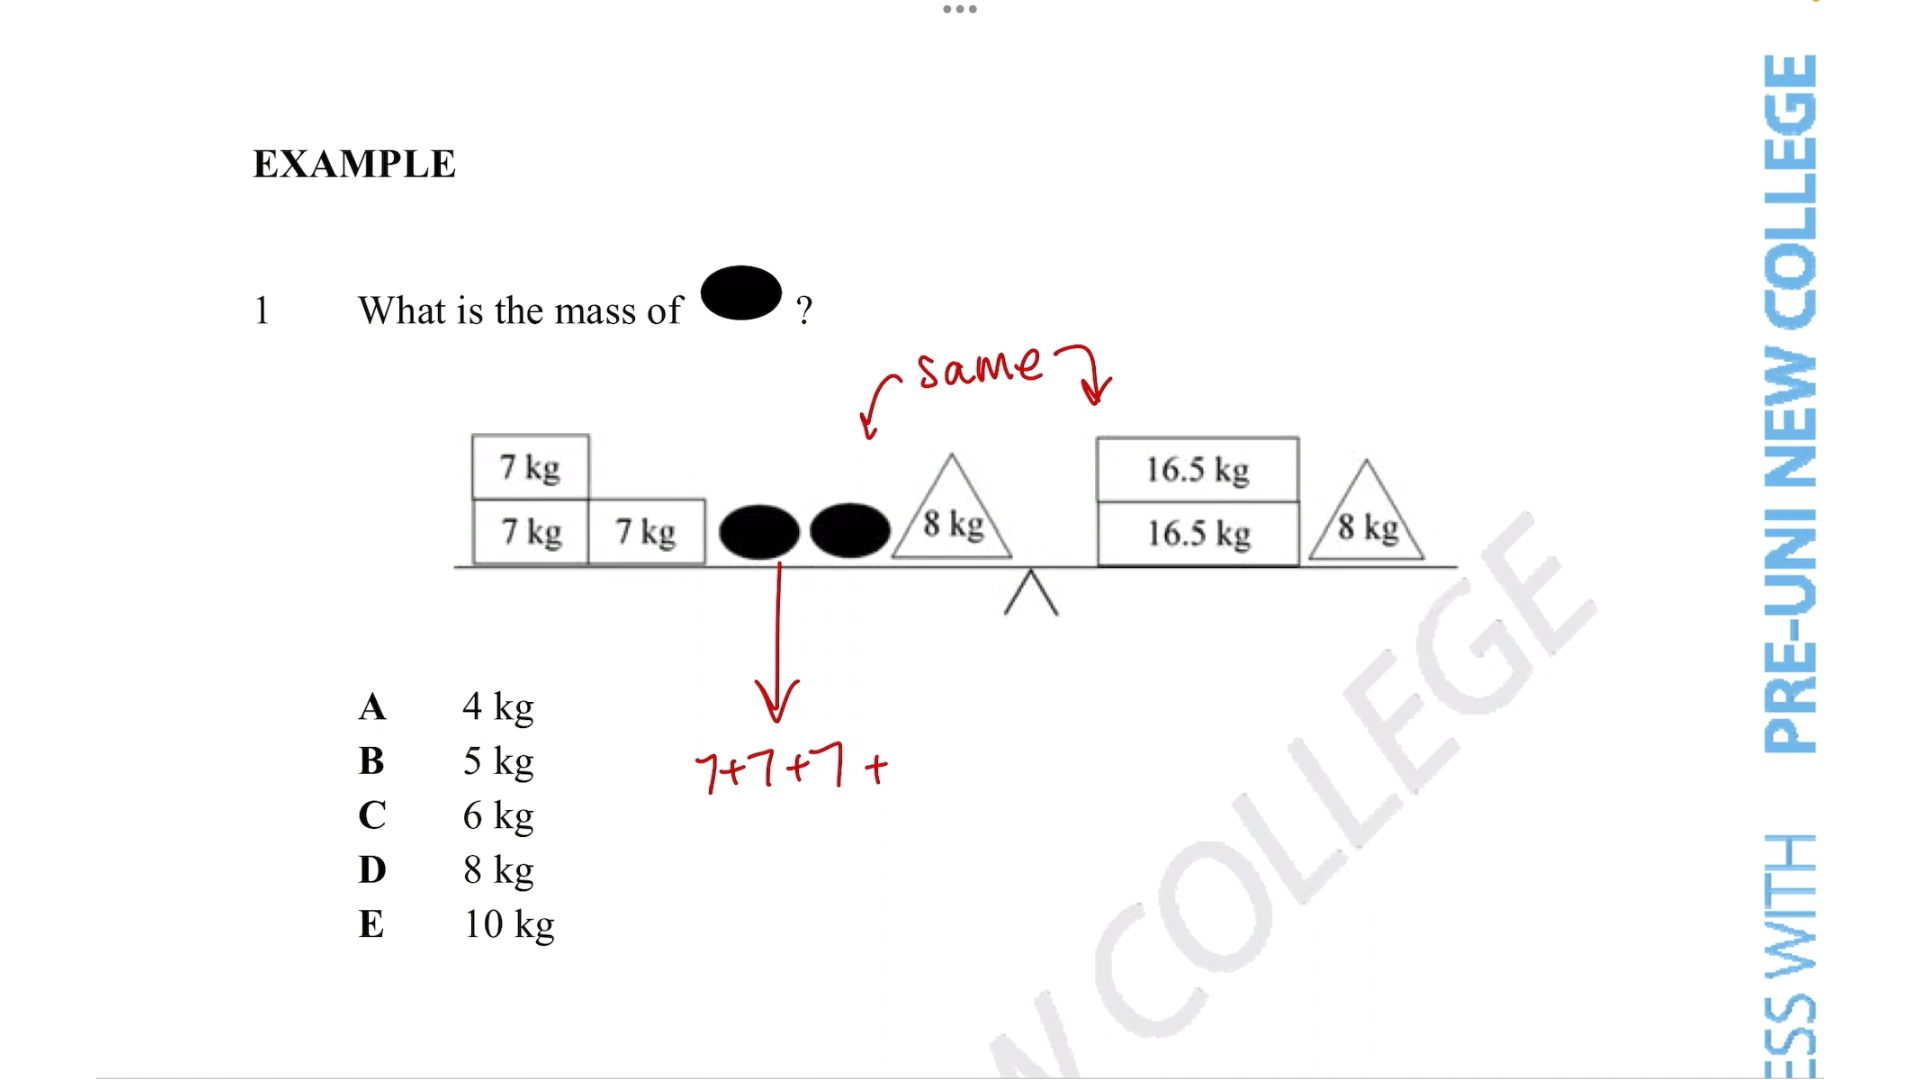 EXAMPLE
1 What is the mass of ?
same
7 kg
7 kg 7 kg 8 kg
16.5 kg
16.5 kg 8 kg
7+7+7+
A 4 kg
B 5 kg
C 6 kg
D 8 kg
E 10 kg
W COLLEGE
ESS WITH PRE-UNI NEW COLLEGE